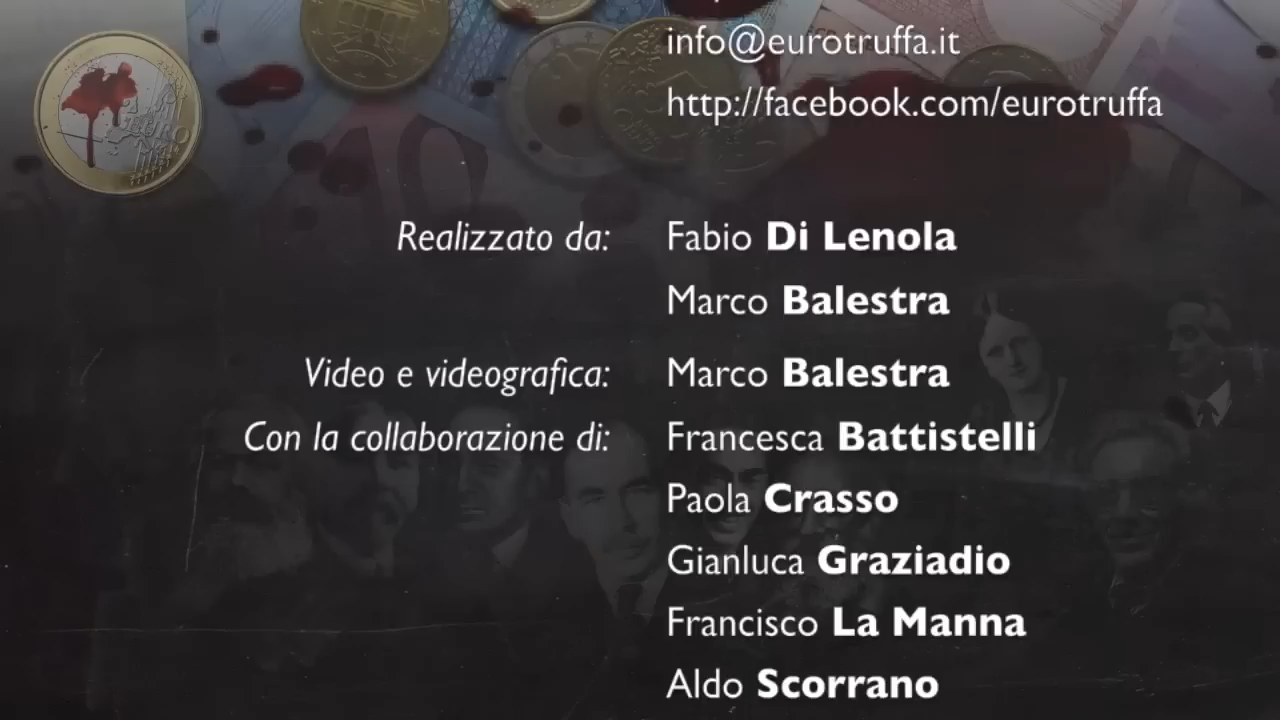 info@eurotruffa.it
http://facebook.com/eurotruffa
Realizzato da: Fabio Di Lenola
Marco Balestra
Video e videografica: Marco Balestra
Con la collaborazione di: Francesca Battistelli
Paola Crasso
Gianluca Graziadio
Francisco La Manna
Aldo Scorrano